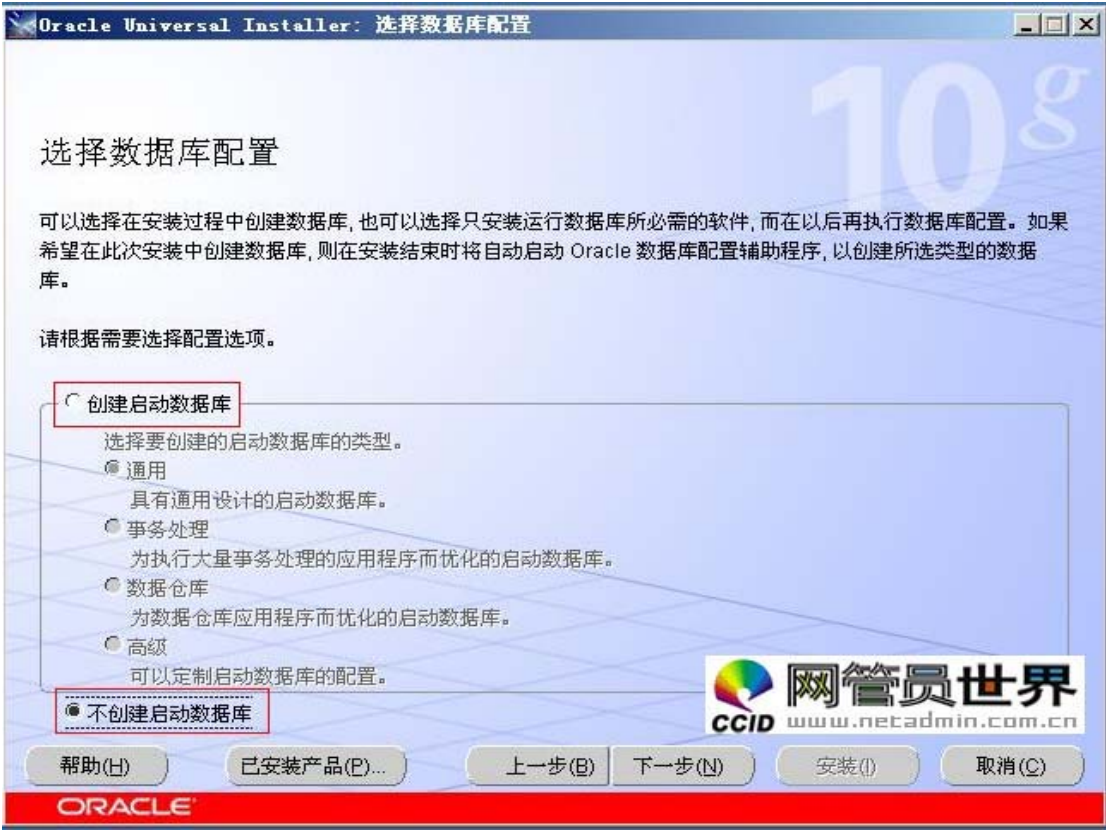 Oracle Universal Installer: 选择数据库配置
10g
选择数据库配置
可以选择在安装过程中创建数据库, 也可以选择只安装运行数据库所必需的软件, 而在以后再执行数据库配置。如果
希望在此次安装中创建数据库, 则在安装结束时将自动启动 Oracle 数据库配置辅助程序, 以创建所选类型的数据
库。
请根据需要选择配置选项。
创建启动数据库
选择要创建的启动数据库的类型。
通用
具有通用设计的启动数据库。
事务处理
为执行大量事务处理的应用程序而优化的启动数据库。
数据仓库
为数据仓库应用程序而优化的启动数据库。
高级
可以定制启动数据库的配置。
不创建启动数据库
网管员世界
CCID www.netadmin.com.cn
帮助(H) 已安装产品(P)... 上一步(B) 下一步(N) 安装(I) 取消(C)
ORACLE